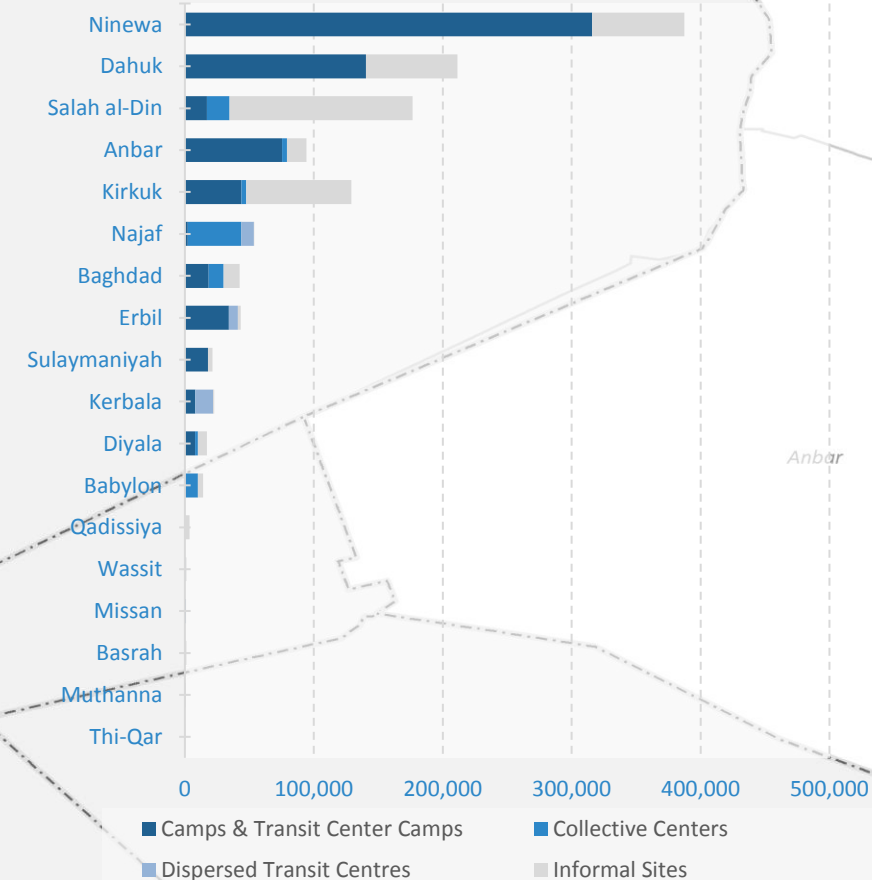 Ninewa
Dahuk
Salah al-Din
Anbar
Kirkuk
Najaf
Baghdad
Erbil
Sulaymaniyah
Kerbala
Diyala
Anbar
Babylon
Qadissiya
Wassit
Missan
Basrah
Muthanna
Thi-Qar
0 100,000 200,000 300,000 400,000 500,000
Camps & Transit Center Camps Collective Centers
Dispersed Transit Centres Informal Sites